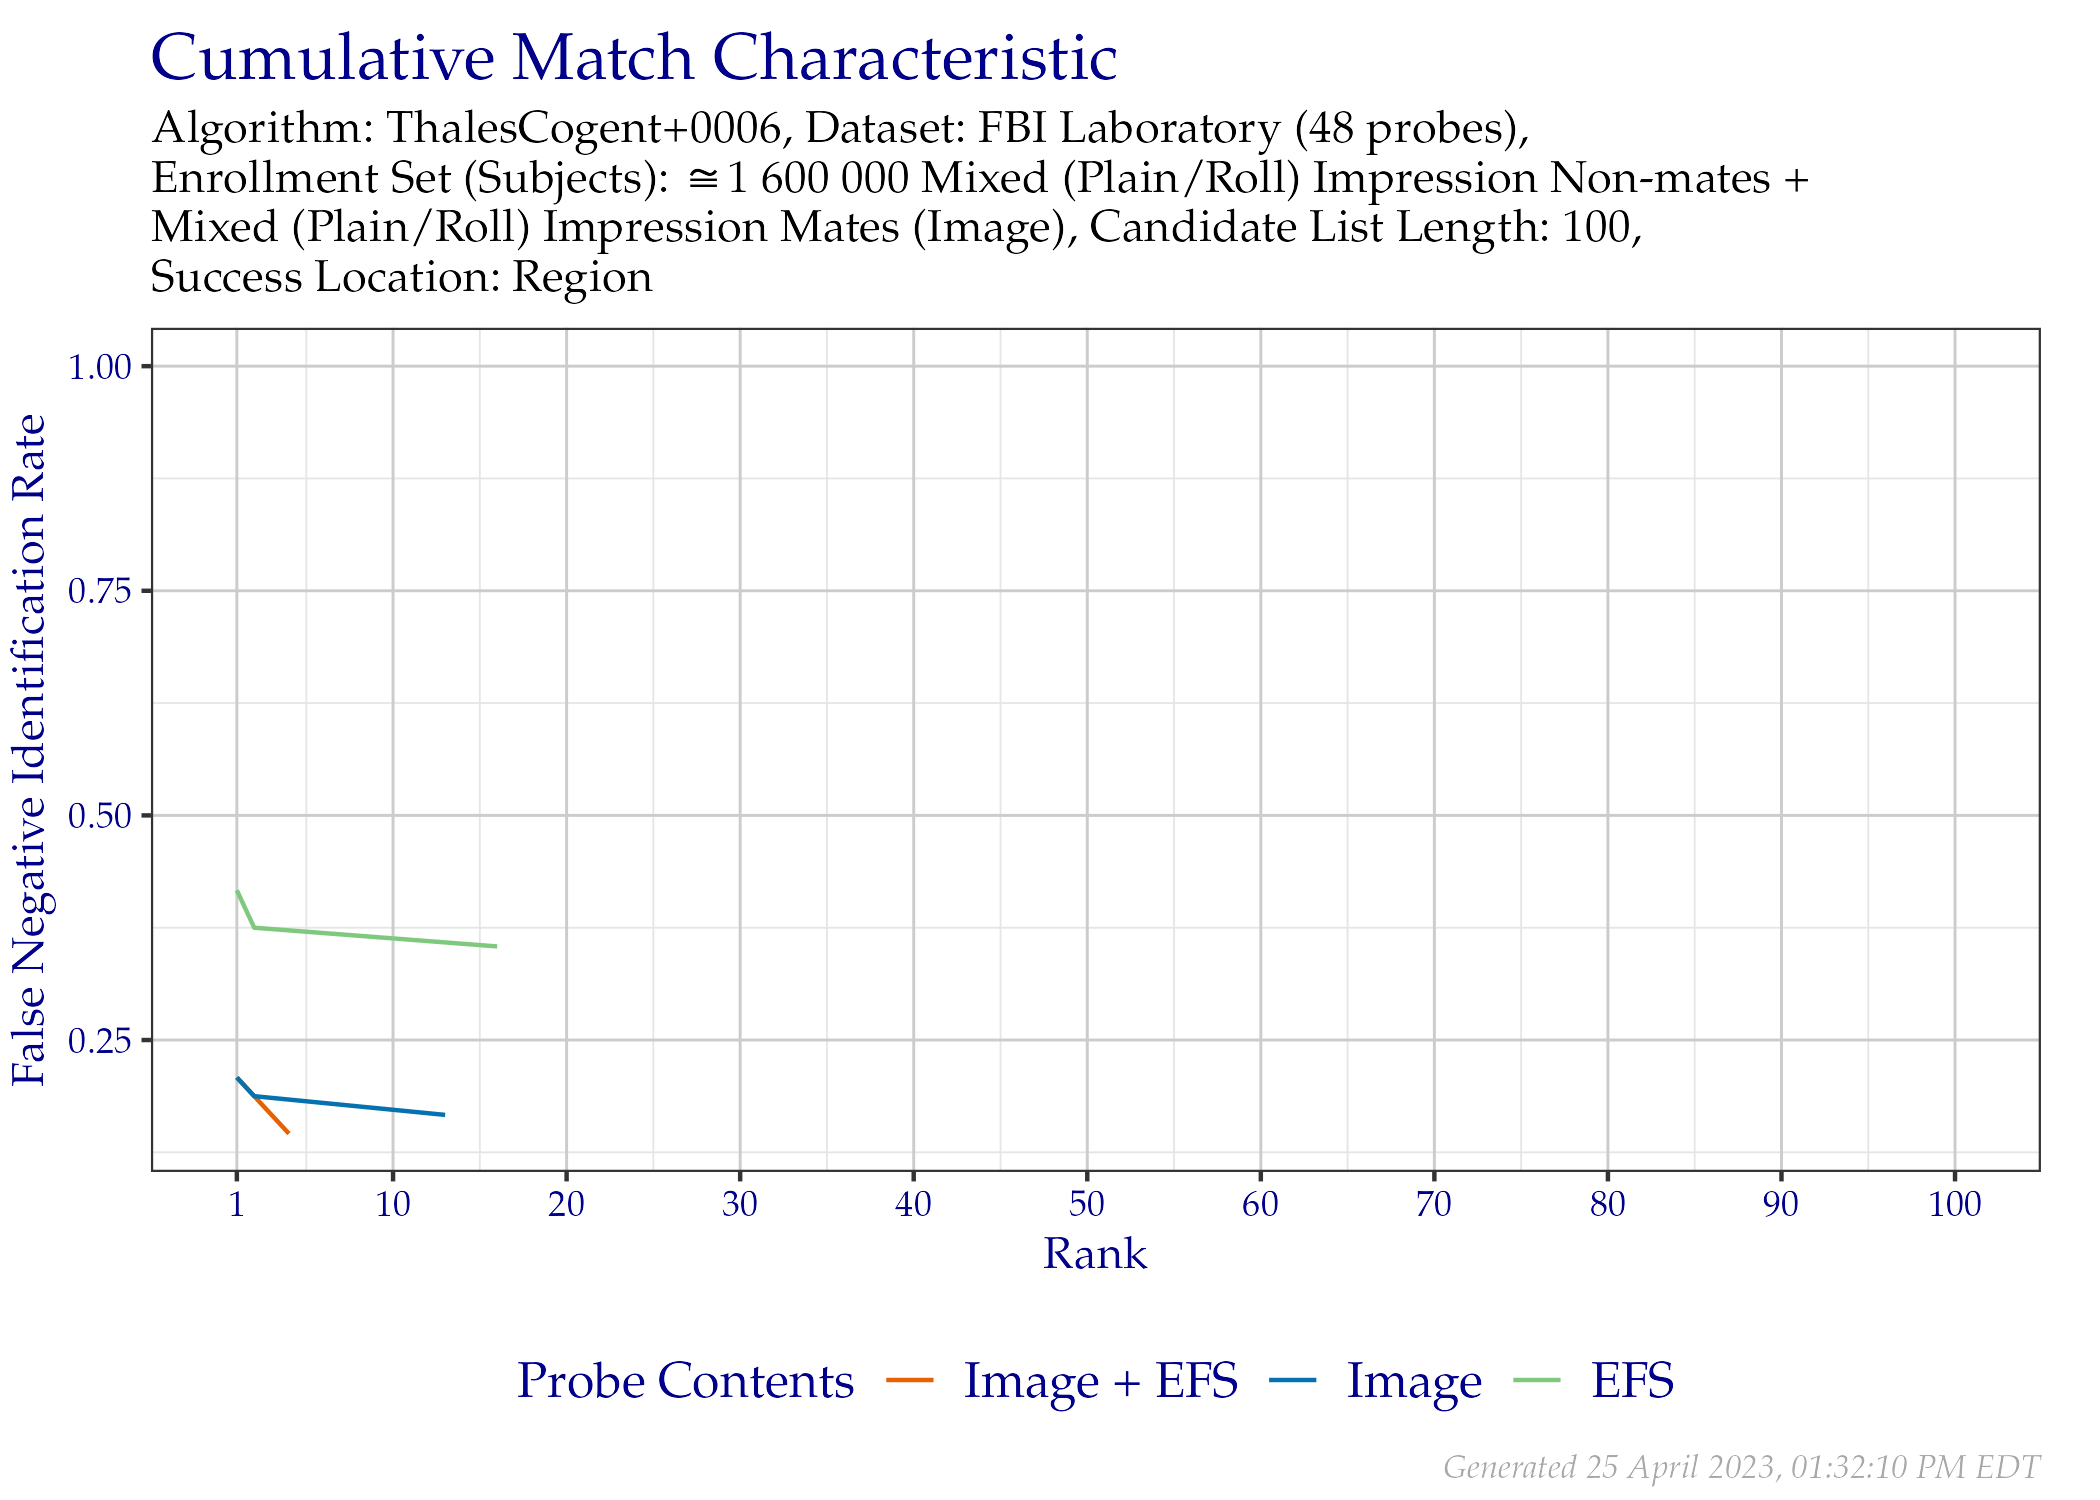 Cumulative Match Characteristic
Algorithm: ThalesCogent+0006, Dataset: FBI Laboratory (48 probes),
Enrollment Set (Subjects): ≅1 600 000 Mixed (Plain/Roll) Impression Non-mates +
Mixed (Plain/Roll) Impression Mates (Image), Candidate List Length: 100,
Success Location: Region
False Negative Identification Rate
1.00
0.75
0.50
0.25
1 10 20 30 40 50 60 70 80 90 100
Rank
Probe Contents Image + EFS Image EFS
Generated 25 April 2023, 01:32:10 PM EDT